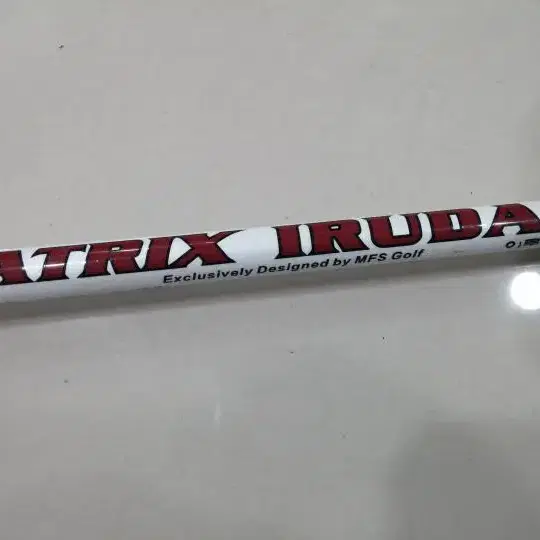 ATRIX IRUDA
Exclusively Designed by MFS Golf